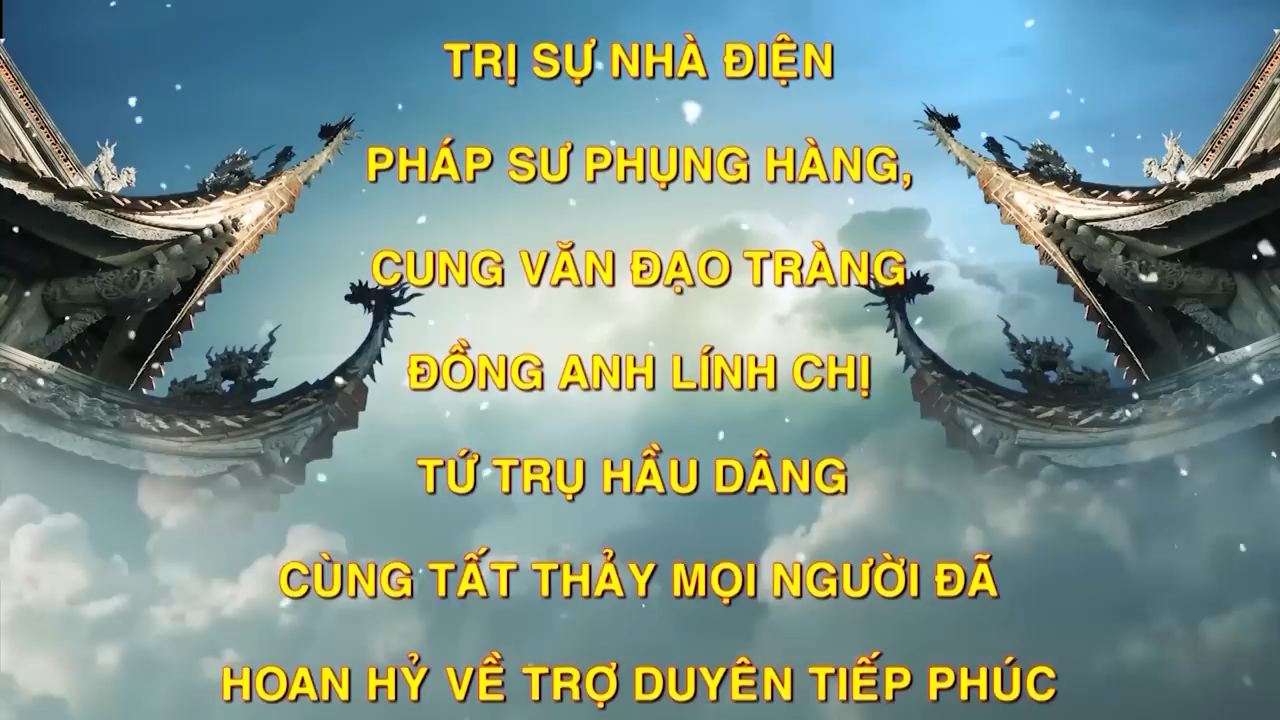 TRỊ SỰ NHÀ ĐIỆN
PHÁP SƯ PHỤNG HÀNG,
CUNG VĂN ĐẠO TRÀNG
ĐỒNG ANH LÍNH CHỊ
TỨ TRỤ HẦU DÂNG
CÙNG TẤT THẢY MỌI NGƯỜI ĐÃ
HOAN HỶ VỀ TRỢ DUYÊN TIẾP PHÚC